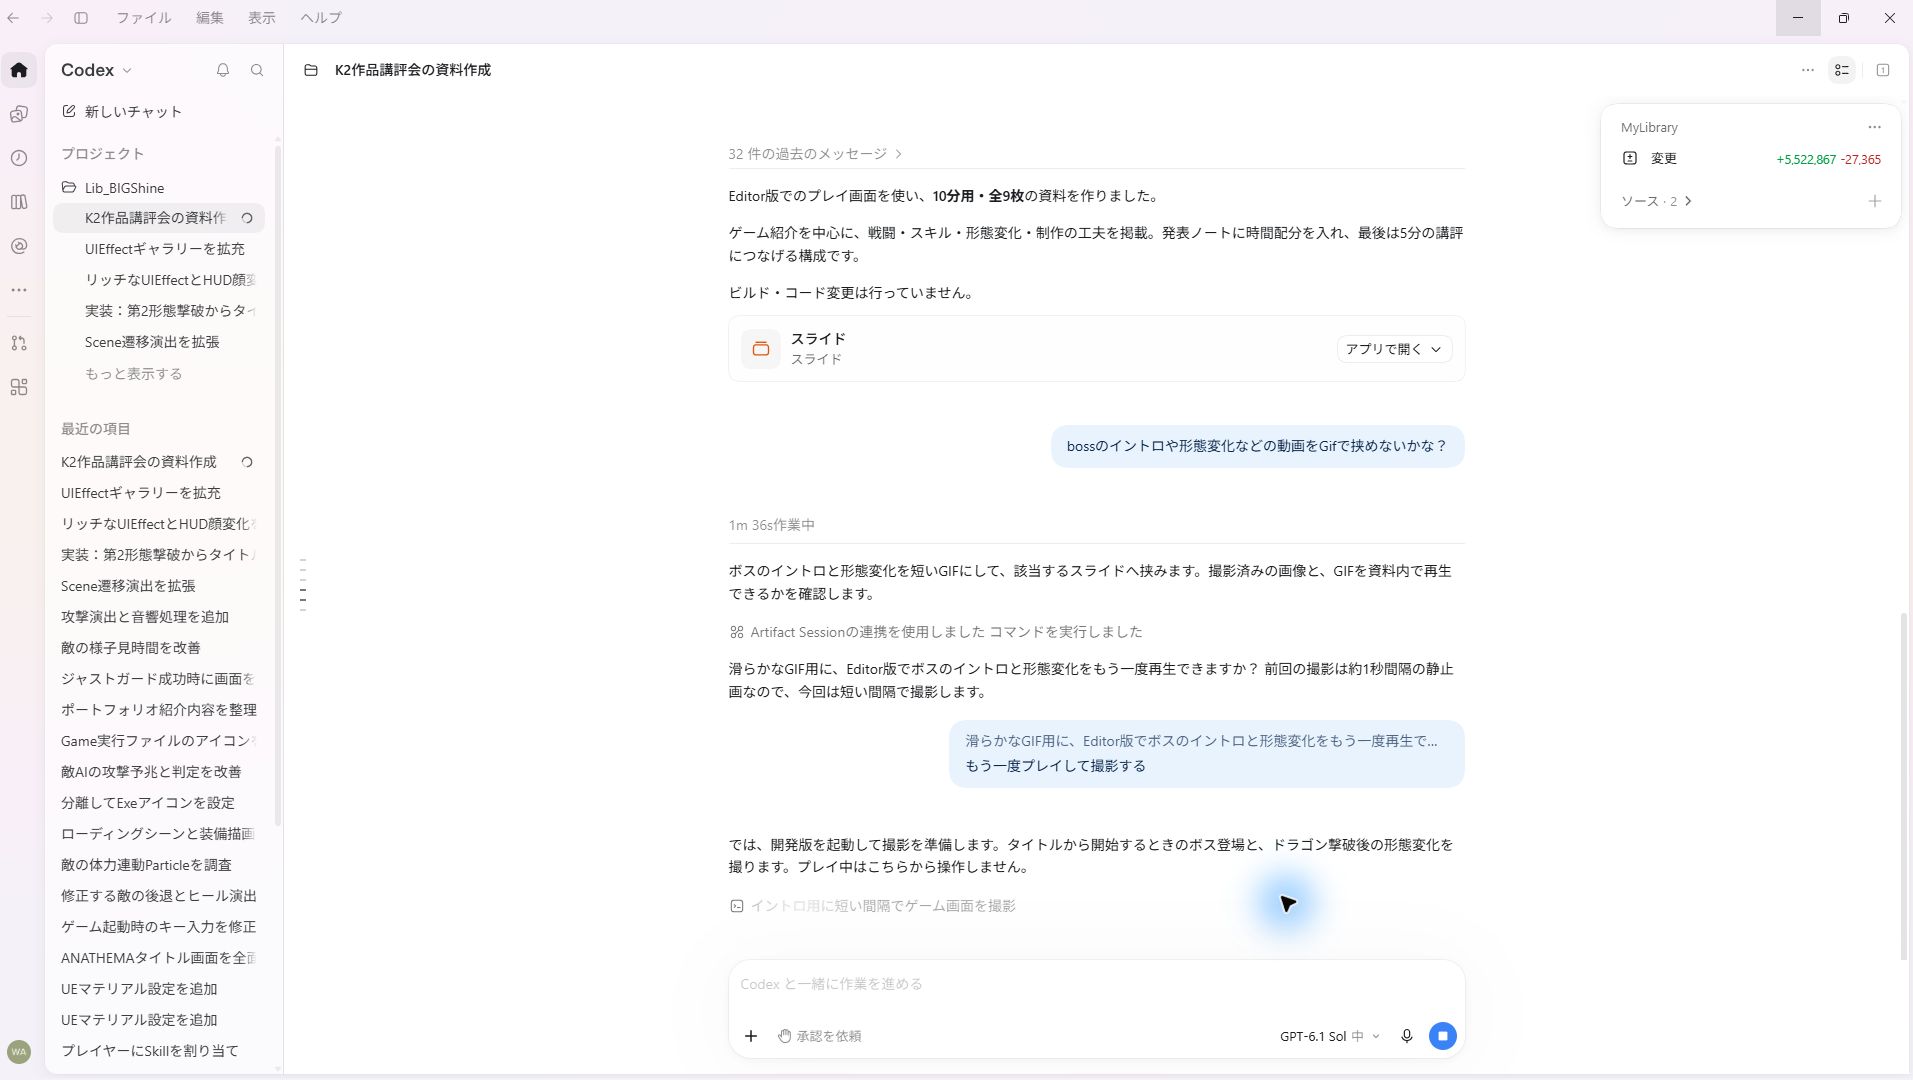 ファイル
編集
表示
ヘルプ
Codex
新しいチャット
プロジェクト
Lib_BIGShine
K2作品講評会の資料作
UIEffectギャラリーを拡充
リッチなUIEffectとHUD顔変
実装：第2形態撃破からタイ
Scene遷移演出を拡張
もっと表示する
最近の項目
K2作品講評会の資料作成
UIEffectギャラリーを拡充
リッチなUIEffectとHUD顔変化を
実装：第2形態撃破からタイトル
Scene遷移演出を拡張
攻撃演出と音響処理を追加
敵の様子見時間を改善
ジャストガード成功時に画面を
ポートフォリオ紹介内容を整理
Game実行ファイルのアイコンを
敵AIの攻撃予兆と判定を改善
分離してExeアイコンを設定
ローディングシーンと装備描画
敵の体力連動Particleを調査
修正する敵の後退とヒール演出
ゲーム起動時のキー入力を修正
ANATHEMAタイトル画面を全面
UEマテリアル設定を追加
UEマテリアル設定を追加
プレイヤーにSkillを割り当て
WA
K2作品講評会の資料作成
32 件の過去のメッセージ
Editor版でのプレイ画面を使い、10分用・全9枚の資料を作りました。
ゲーム紹介を中心に、戦闘・スキル・形態変化・制作の工夫を掲載。発表ノートに時間配分を入れ、最後は5分の講評
につなげる構成です。
ビルド・コード変更は行っていません。
スライド
スライド
アプリで開く
bossのイントロや形態変化などの動画をGifで挟めないかな？
1m 36s作業中
ボスのイントロと形態変化を短いGIFにして、該当するスライドへ挟みます。撮影済みの画像と、GIFを資料内で再生
できるかを確認します。
Artifact Sessionの連携を使用しました コマンドを実行しました
滑らかなGIF用に、Editor版でボスのイントロと形態変化をもう一度再生できますか？ 前回の撮影は約1秒間隔の静止
画なので、今回は短い間隔で撮影します。
滑らかなGIF用に、Editor版でボスのイントロと形態変化をもう一度再生で...
もう一度プレイして撮影する
では、開発版を起動して撮影を準備します。タイトルから開始するときのボス登場と、ドラゴン撃破後の形態変化を
撮ります。プレイ中はこちらから操作しません。
イントロ用に短い間隔でゲーム画面を撮影
Codex と一緒に作業を進める
承認を依頼
GPT-6.1 Sol 中
1
MyLibrary
変更
+5,522,867 -27,365
ソース · 2